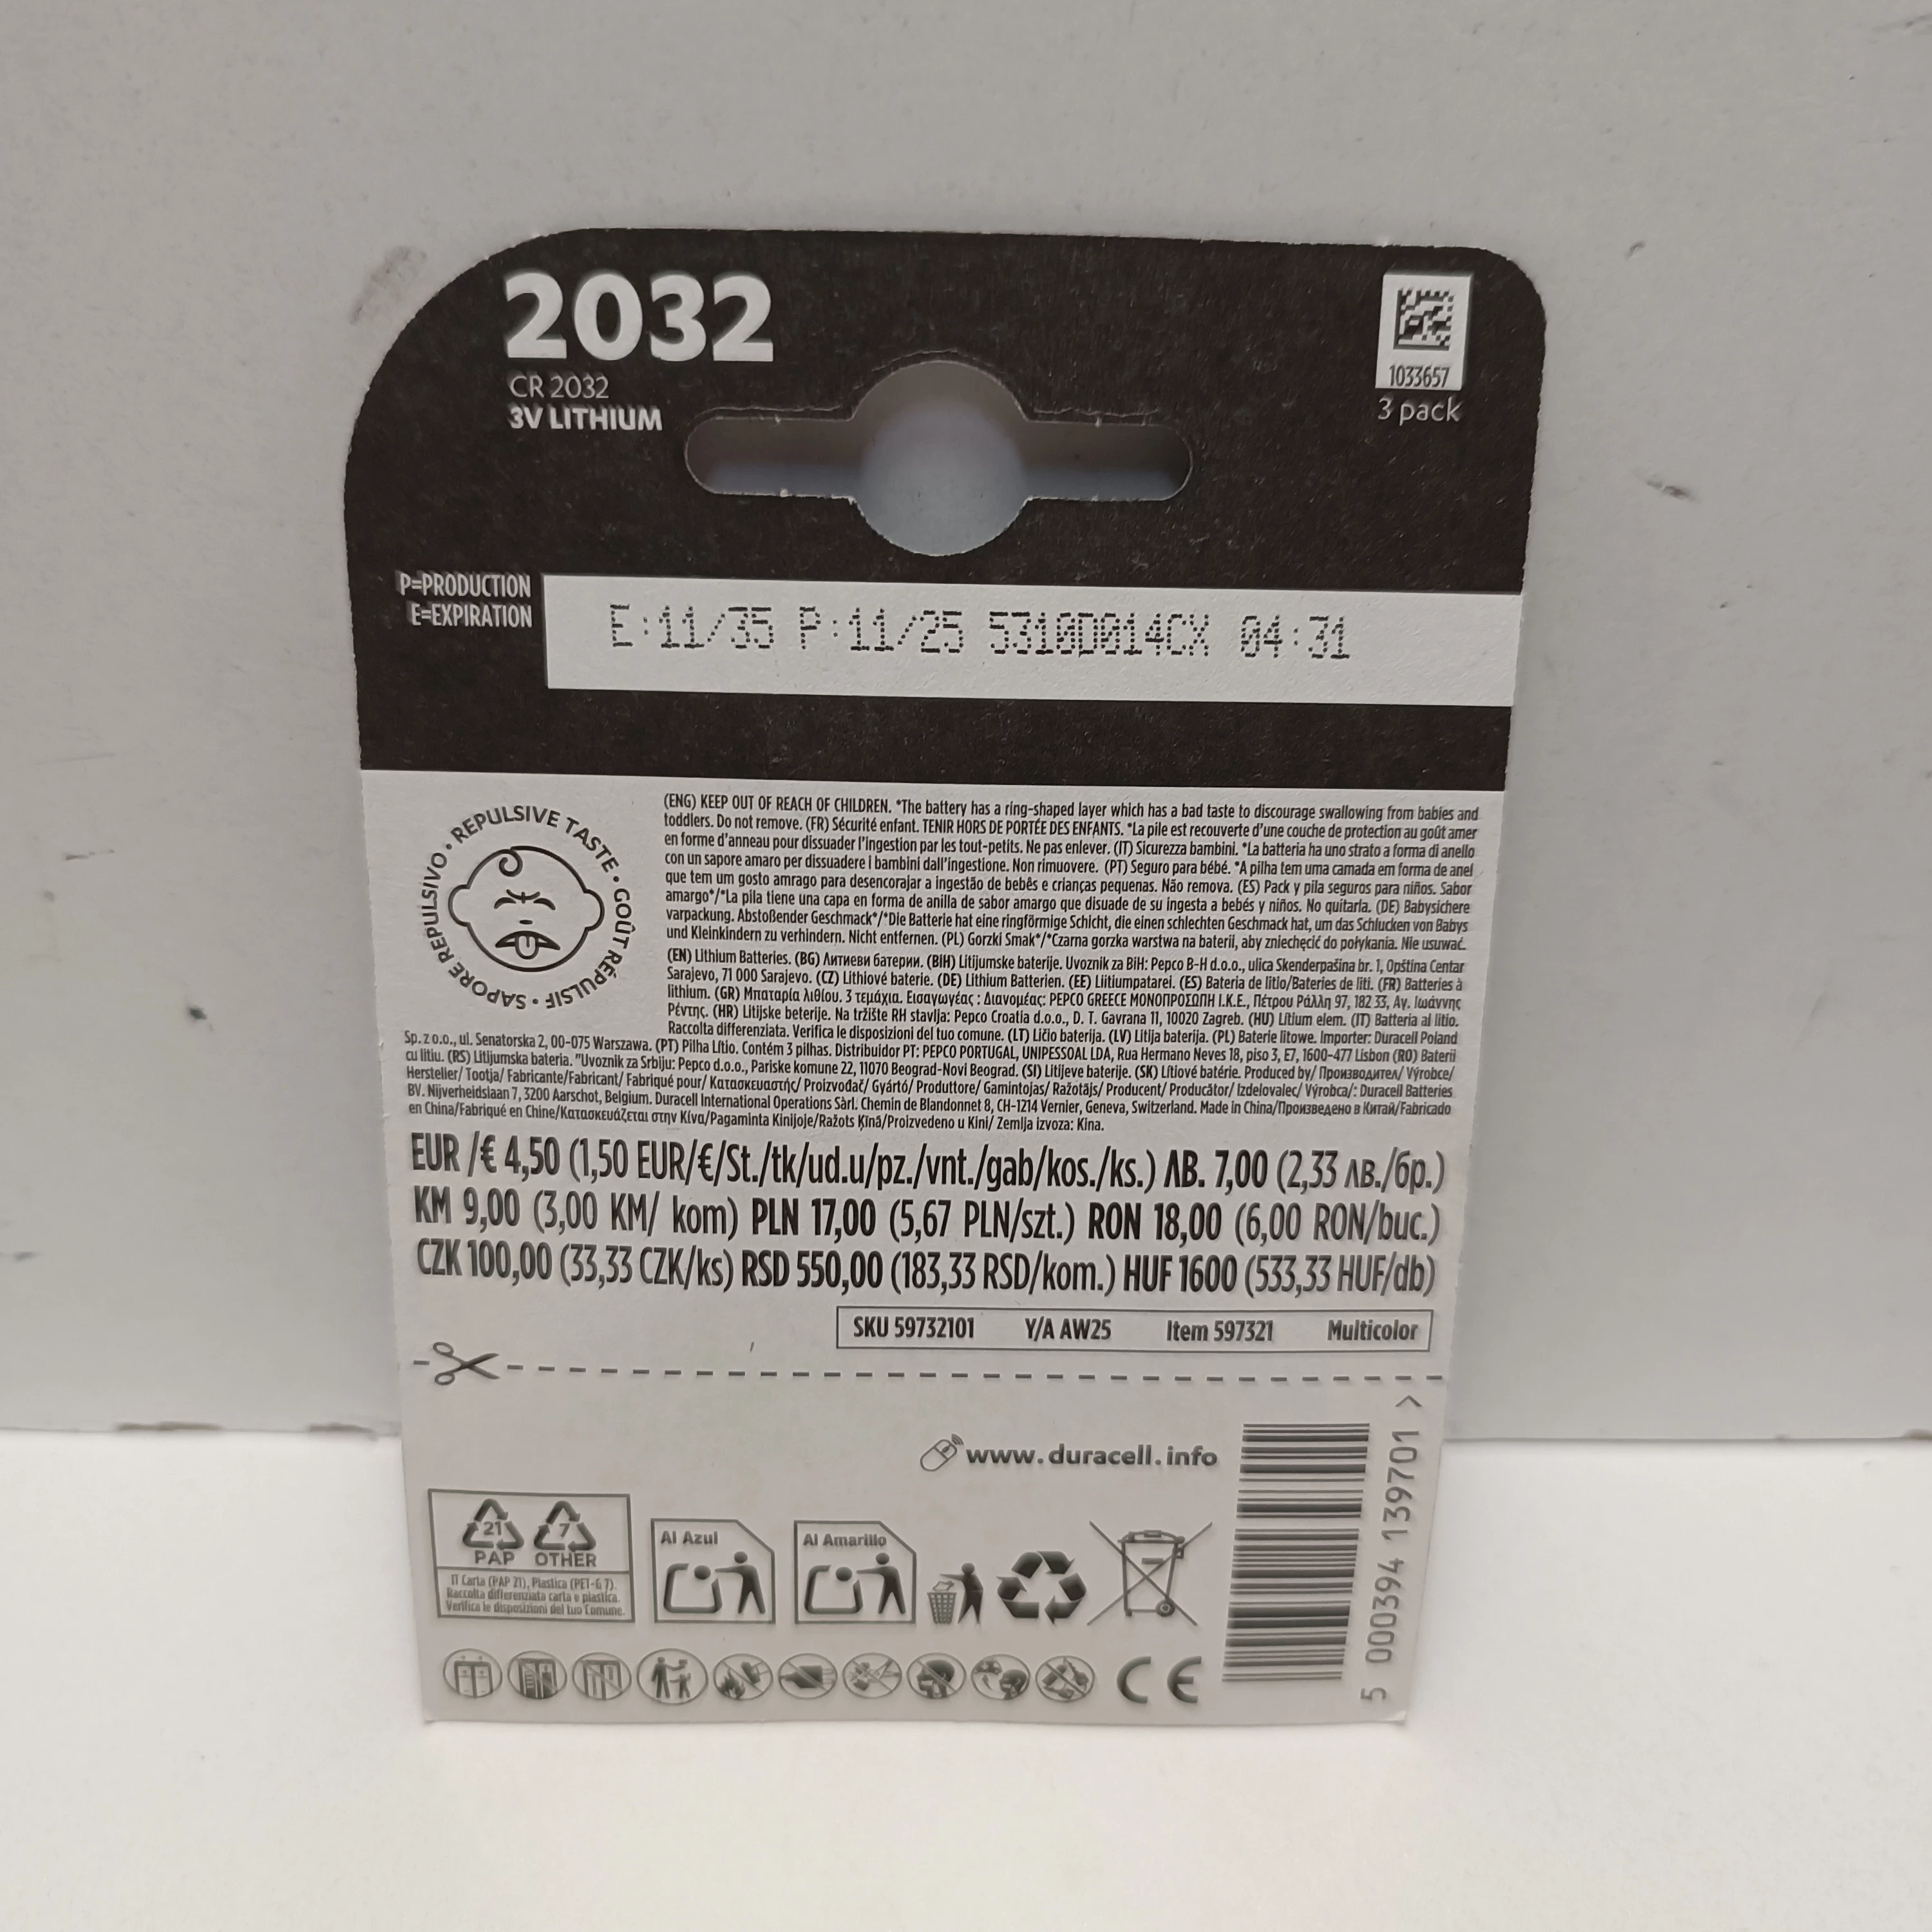 2032
CR 2032
3V LITHIUM
1033657
3 pack
P=PRODUCTION
E=EXPIRATION
E:11/35 P:11/25 5310D014CX 04:31
REPULSIVE TASTE • GOÛT RÉPULSIF • SAPORE REPULSIVO •
(ENG) KEEP OUT OF REACH OF CHILDREN. *The battery has a ring-shaped layer which has a bad taste to discourage swallowing from babies and
toddlers. Do not remove. (FR) Sécurité enfant. TENIR HORS DE PORTÉE DES ENFANTS. *La pile est recouverte d'une couche de protection au goût amer
en forme d'anneau pour dissuader l'ingestion par les tout-petits. Ne pas enlever. (IT) Sicurezza bambini. *La batteria ha uno strato a forma di anello
con un sapore amaro per dissuadere i bambini dall'ingestione. Non rimuovere. (PT) Seguro para bébé. *A pilha tem uma camada em forma de anel
que tem um gosto amrago para desencorajar a ingestão de bebês e crianças pequenas. Não remova. (ES) Pack y pila seguros para niños. Sabor
amargo*/*La pila tiene una capa en forma de anilla de sabor amargo que disuade de su ingesta a bebés y niños. No quitarla. (DE) Babysichere
varpackung. Abstoßender Geschmack*/*Die Batterie hat eine ringförmige Schicht, die einen schlechten Geschmack hat, um das Schlucken von Babys
und Kleinkindern zu verhindern. Nicht entfernen. (PL) Gorzki Smak*/*Czarna gorzka warstwa na baterii, aby zniechęcić do połykania. Nie usuwać.
(EN) Lithium Batteries. (BG) Литиеви батерии. (BIH) Litijumske baterije. Uvoznik za BiH: Pepco B-H d.o.o., ulica Skenderpašina br. 1, Opština Centar
Sarajevo, 71 000 Sarajevo. (CZ) Lithiové baterie. (DE) Lithium Batterien. (EE) Liitiumpatarei. (ES) Bateria de litio/Bateries de liti. (FR) Batteries à
lithium. (GR) Μπαταρία λιθίου. 3 τεμάχια. Εισαγωγέας : Διανομέας: PEPCO GREECE ΜΟΝΟΠΡΟΣΩΠΗ Ι.Κ.Ε., Πέτρου Ράλλη 97, 182 33, Αγ. Ιωάννης
Ρέντης. (HR) Litijske beterije. Na tržište RH stavlja: Pepco Croatia d.o.o., D. T. Gavrana 11, 10020 Zagreb. (HU) Lítium elem. (IT) Batteria al litio.
Raccolta differenziata. Verifica le disposizioni del tuo comune. (LT) Ličio baterija. (LV) Litija baterija. (PL) Baterie litowe. Importer: Duracell Poland
Sp. z o.o., ul. Senatorska 2, 00-075 Warszawa. (PT) Pilha Lítio. Contém 3 pilhas. Distribuidor PT: PEPCO PORTUGAL, UNIPESSOAL LDA, Rua Hermano Neves 18, piso 3, E7, 1600-477 Lisbon (RO) Baterii
cu litiu. (RS) Litijumska bateria. "Uvoznik za Srbiju: Pepco d.o.o., Pariske komune 22, 11070 Beograd-Novi Beograd. (SI) Litijeve baterije. (SK) Lítiové batérie. Produced by/ Производител/ Výrobce/
Hersteller/ Tootja/ Fabricante/Fabricant/ Fabriqué pour/ Κατασκευαστής/ Proizvođač/ Gyártó/ Produttore/ Gamintojas/ Ražotājs/ Producent/ Producător/ Izdelovalec/ Výrobca/: Duracell Batteries
BV. Nijverheidslaan 7, 3200 Aarschot, Belgium. Duracell International Operations Sàrl. Chemin de Blandonnet 8, CH-1214 Vernier, Geneva, Switzerland. Made in China/Произведено в Китай/Fabricado
en China/Fabriqué en Chine/Κατασκευάζεται στην Κίνα/Pagaminta Kinijoje/Ražots Ķīnā/Proizvedeno u Kini/ Zemlja izvoza: Kina.
EUR /€ 4,50 (1,50 EUR/€/St./tk/ud.u/pz./vnt./gab/kos./ks.) ЛВ. 7,00 (2,33 ЛВ./бр.)
KM 9,00 (3,00 KM/ kom) PLN 17,00 (5,67 PLN/szt.) RON 18,00 (6,00 RON/buc.)
CZK 100,00 (33,33 CZK/ks) RSD 550,00 (183,33 RSD/kom.) HUF 1600 (533,33 HUF/db)
SKU 59732101 Y/A AW25 Item 597321 Multicolor
www.duracell.info
21 7
PAP OTHER
IT Carta (PAP 21), Plastica (PET-G 7).
Raccolta differenziata carta e plastica.
Verifica le disposizioni del tuo Comune.
Al Azul
Al Amarillo
CE
5 000394 139701 >